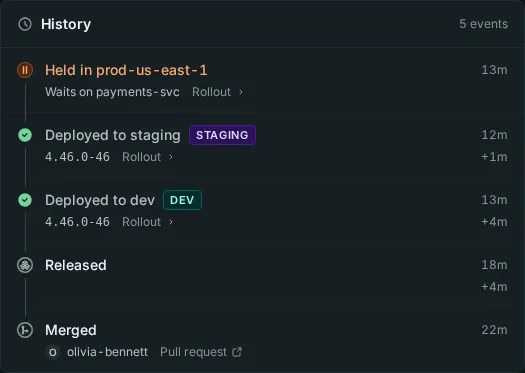 History 5 events
Held in prod-us-east-1 13m
Waits on payments-svc Rollout ›
Deployed to staging STAGING 12m
4.46.0-46 Rollout › +1m
Deployed to dev DEV 13m
4.46.0-46 Rollout › +4m
Released 18m
+4m
Merged 22m
O olivia-bennett Pull request